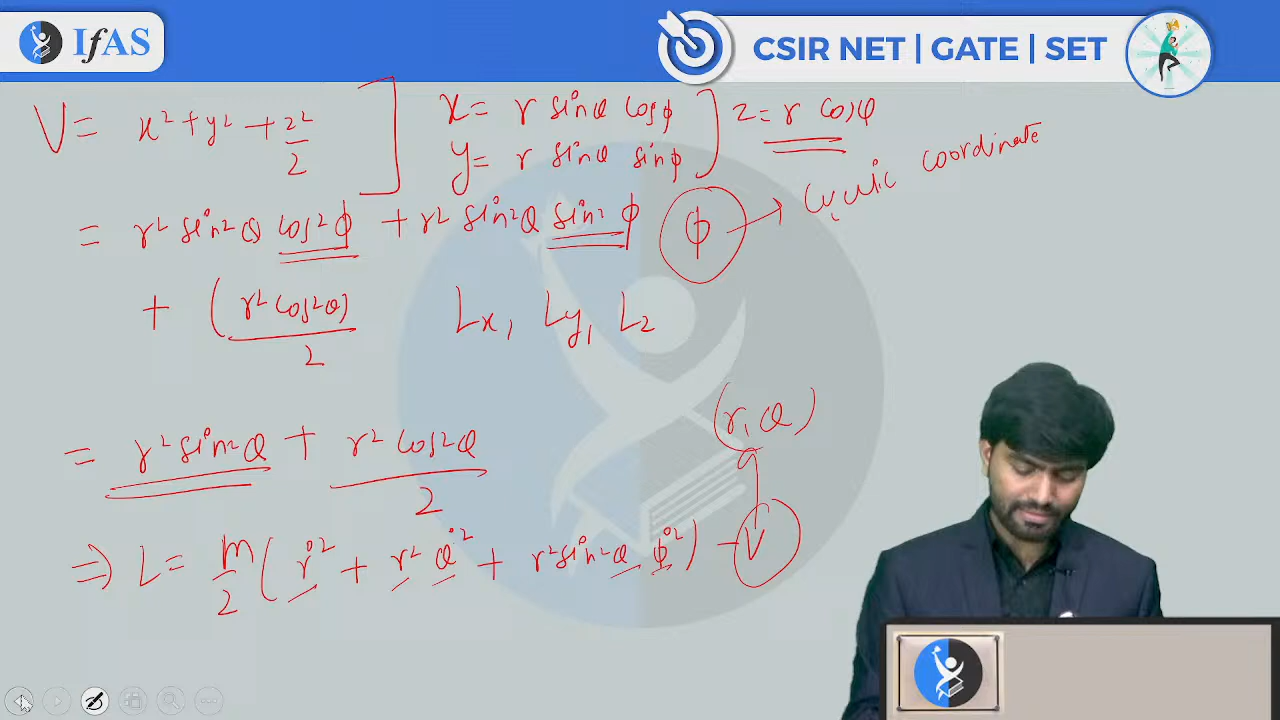 IfAS
CSIR NET | GATE | SET
V = x² + y² + z²/2
x = r sinθ cosϕ
y = r sinθ sinϕ
z = r cosφ
= r² sin²θ cos²ϕ + r² sin²θ sin²ϕ
ϕ → Cyclic coordinate
+ (r² cos²θ)/2
Lx, Ly, Lz
= r² sin²θ + r² cos²θ/2
(r, θ)
⇒ L = m/2 (ṙ² + r² θ̇² + r² sin²θ ϕ̇²) - V